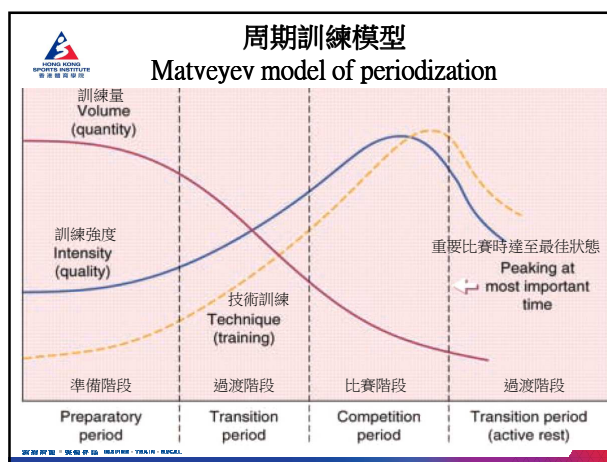 周期訓練模型
HONG KONG
SPORTS INSTITUTE
香港體育學院
Matveyev model of periodization
訓練量
Volume
(quantity)
訓練強度
Intensity
(quality)
技術訓練
Technique
(training)
重要比賽時達至最佳狀態
Peaking at
most important
time
準備階段
過渡階段
比賽階段
過渡階段
Preparatory
period
Transition
period
Competition
period
Transition period
(active rest)